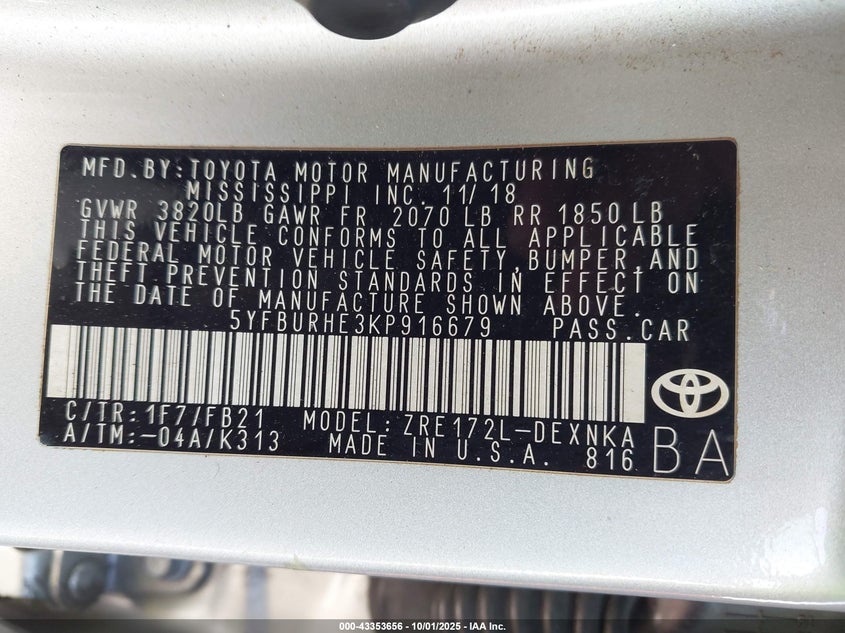 MFD.BY:TOYOTA MOTOR MANUFACTURING
MISSISSIPPI INC. 11/18
GVWR 3820LB GAWR FR 2070 LB RR 1850LB
THIS VEHICLE CONFORMS TO ALL APPLICABLE
FEDERAL MOTOR VEHICLE SAFETY,BUMPER,AND
THEFT PREVENTION STANDARDS IN EFFECT ON
THE DATE OF MANUFACTURE SHOWN ABOVE.
5YFBURHE3KP916679 PASS.CAR
C/TR:1F7/FB21 MODEL:ZRE172L-DEXNKA
A/TM:-04A/K313 MADE IN U.S.A. 816 BA
000-43353656 - 10/01/2025 - IAA Inc.